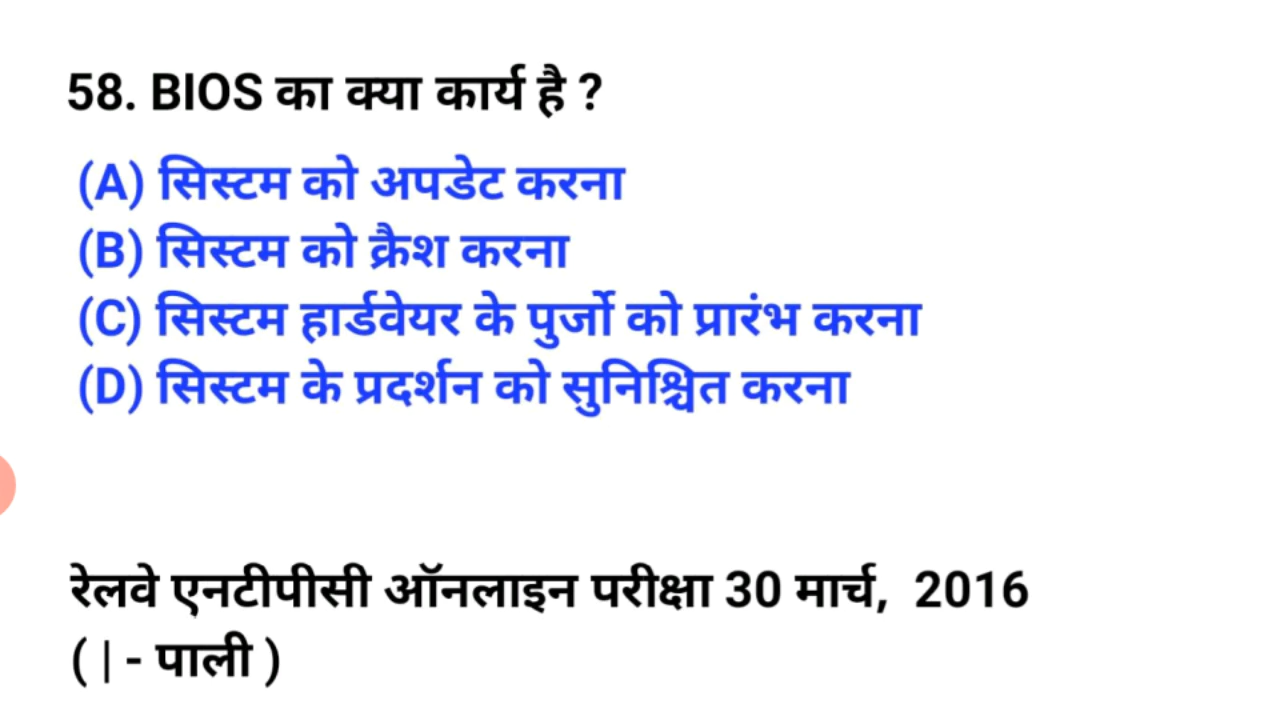 58. BIOS का क्या कार्य है ?
(A) सिस्टम को अपडेट करना
(B) सिस्टम को क्रैश करना
(C) सिस्टम हार्डवेयर के पुर्जो को प्रारंभ करना
(D) सिस्टम के प्रदर्शन को सुनिश्चित करना
रेलवे एनटीपीसी ऑनलाइन परीक्षा 30 मार्च, 2016
( | - पाली )